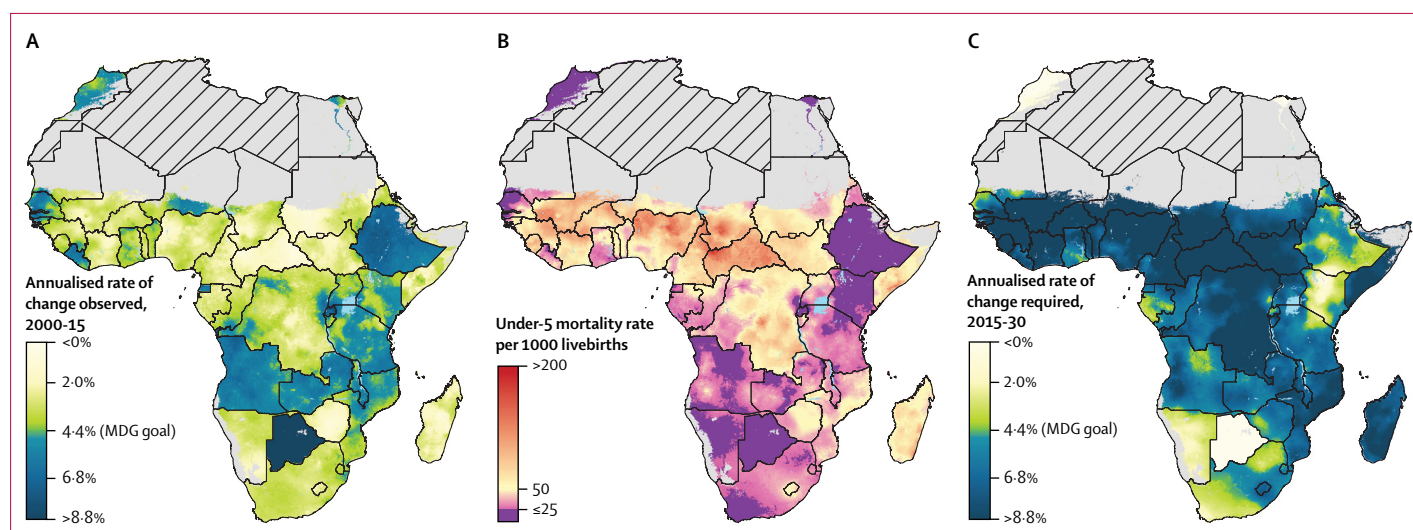 A
B
C
Annualised rate of
change observed,
2000-15
<0%
2·0%
4·4% (MDG goal)
6·8%
>8·8%
Under-5 mortality rate
per 1000 livebirths
>200
50
≤25
Annualised rate of
change required,
2015-30
<0%
2·0%
4·4% (MDG goal)
6·8%
>8·8%